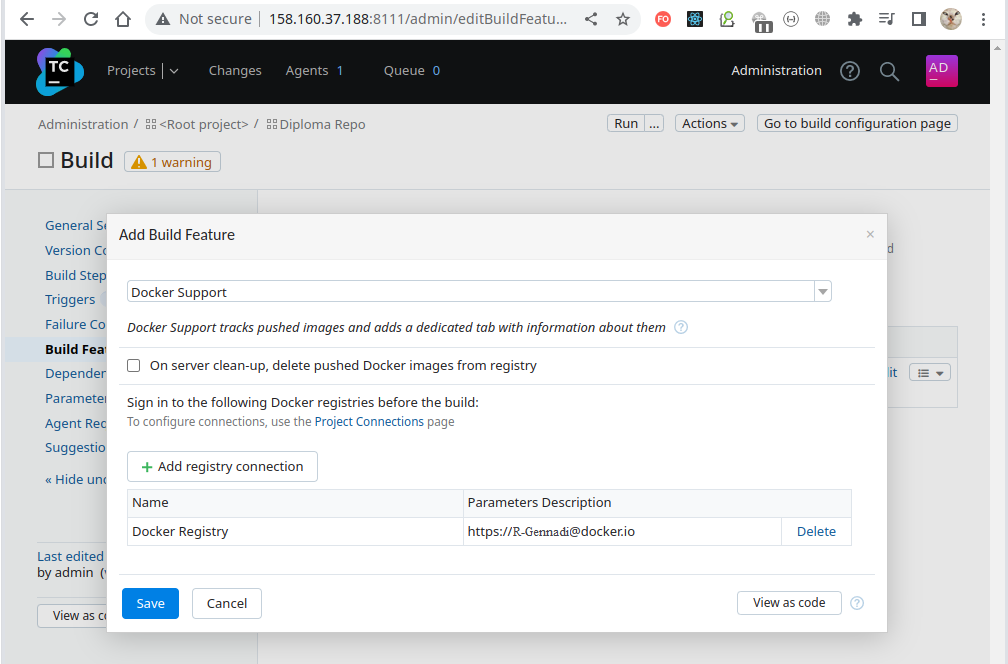 Not secure 158.160.37.188:8111/admin/editBuildFeatu...
FO
TC
Projects Changes Agents 1 Queue 0 Administration ? AD
Administration / <Root project> / Diploma Repo Run ... Actions Go to build configuration page
Build 1 warning
General Se
Version Co
Build Step
Triggers
Failure Co
Build Feat
Dependen
Parameter
Agent Req
Suggestio
« Hide und
Last edited
by admin (
View as co
d
it
Add Build Feature ×
Docker Support
Docker Support tracks pushed images and adds a dedicated tab with information about them ?
On server clean-up, delete pushed Docker images from registry
Sign in to the following Docker registries before the build:
To configure connections, use the Project Connections page
+ Add registry connection
Name Parameters Description
Docker Registry https://R-Gennadi@docker.io Delete
Save Cancel View as code ?